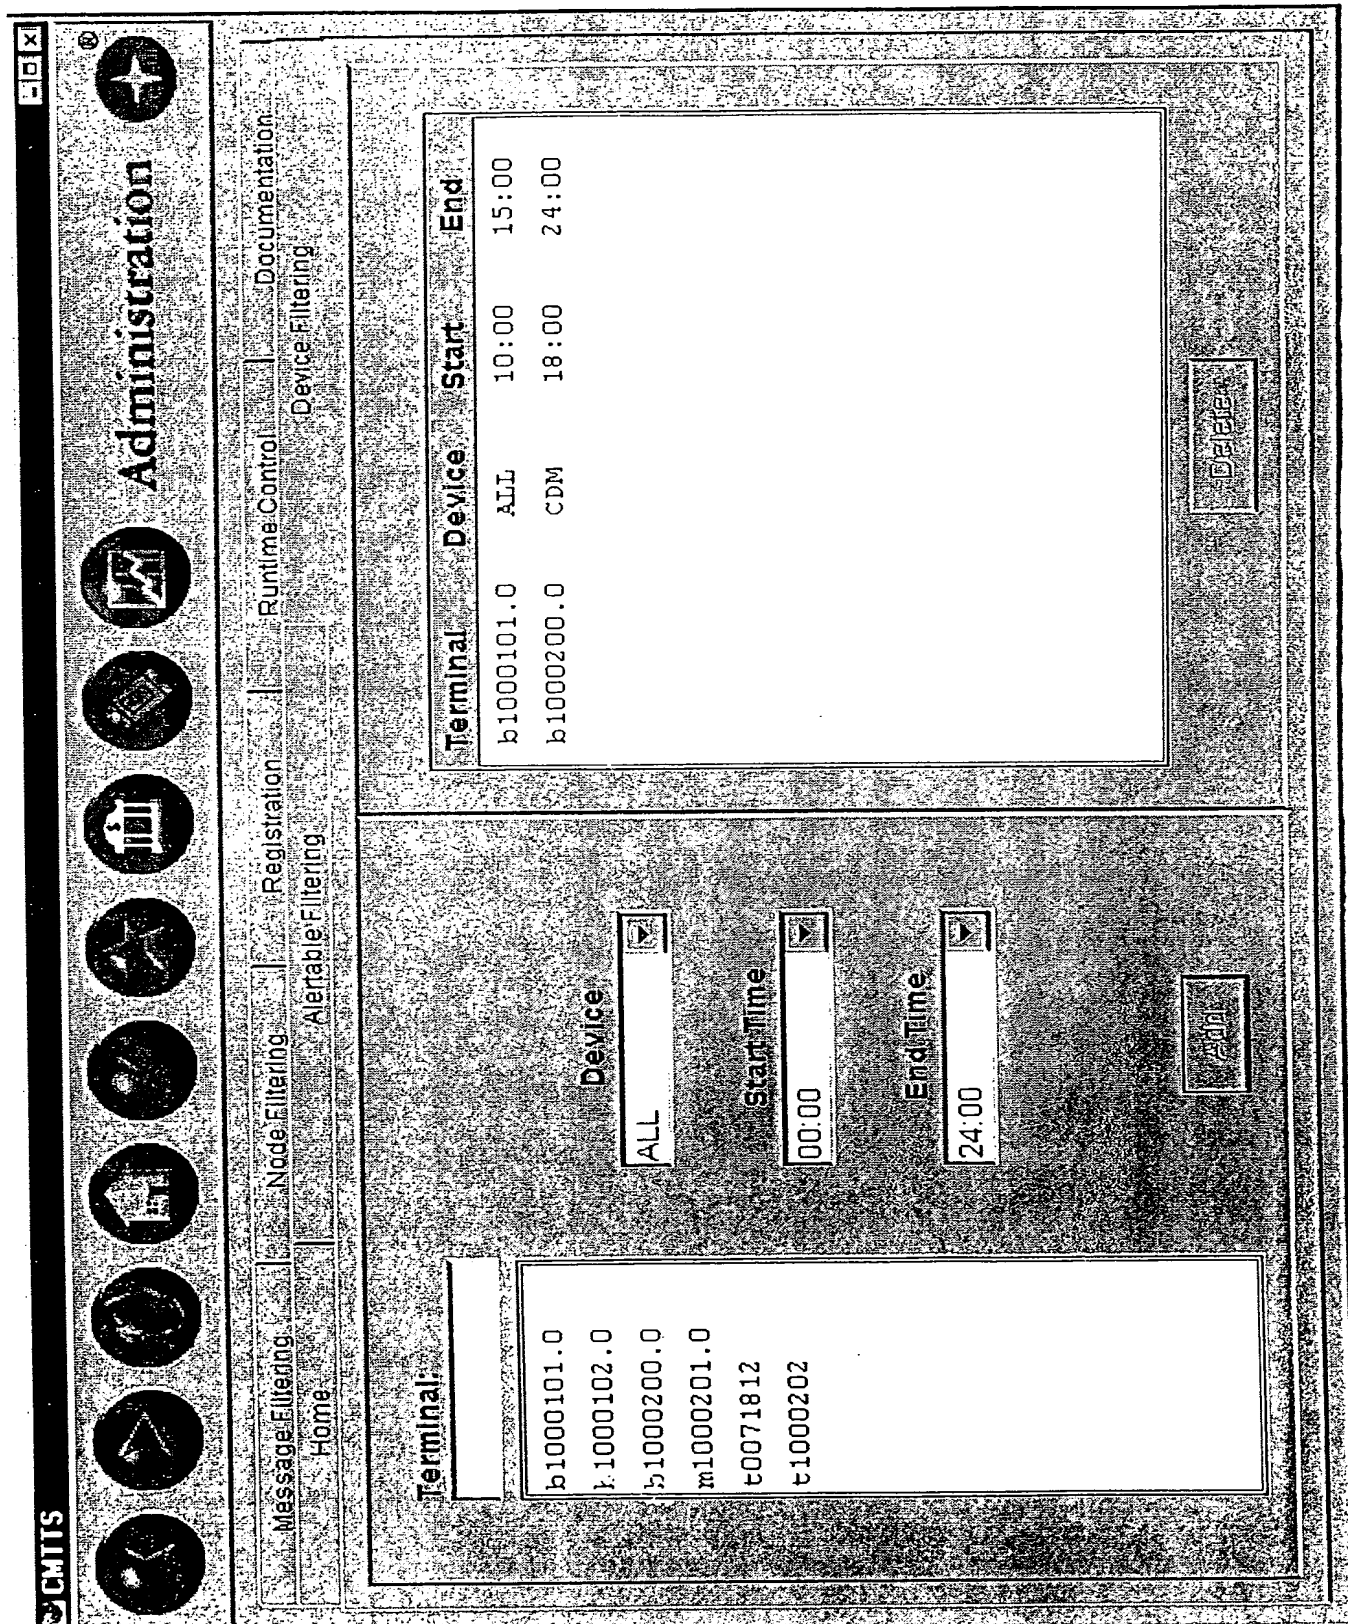 CMTTS
Administration ®
Message Filtering Node Filtering Registration Runtime Control Documentation
Home Alertable Filtering Device Filtering
Terminal:
b1000101.0
1000102.0
b1000200.0
m1000201.0
t0071812
t1000202
Device
ALL
Start Time
00:00
End Time
24:00
Add
Terminal Device Start End
b1000101.0 ALL 10:00 15:00
b1000200.0 CDM 18:00 24:00
Delete